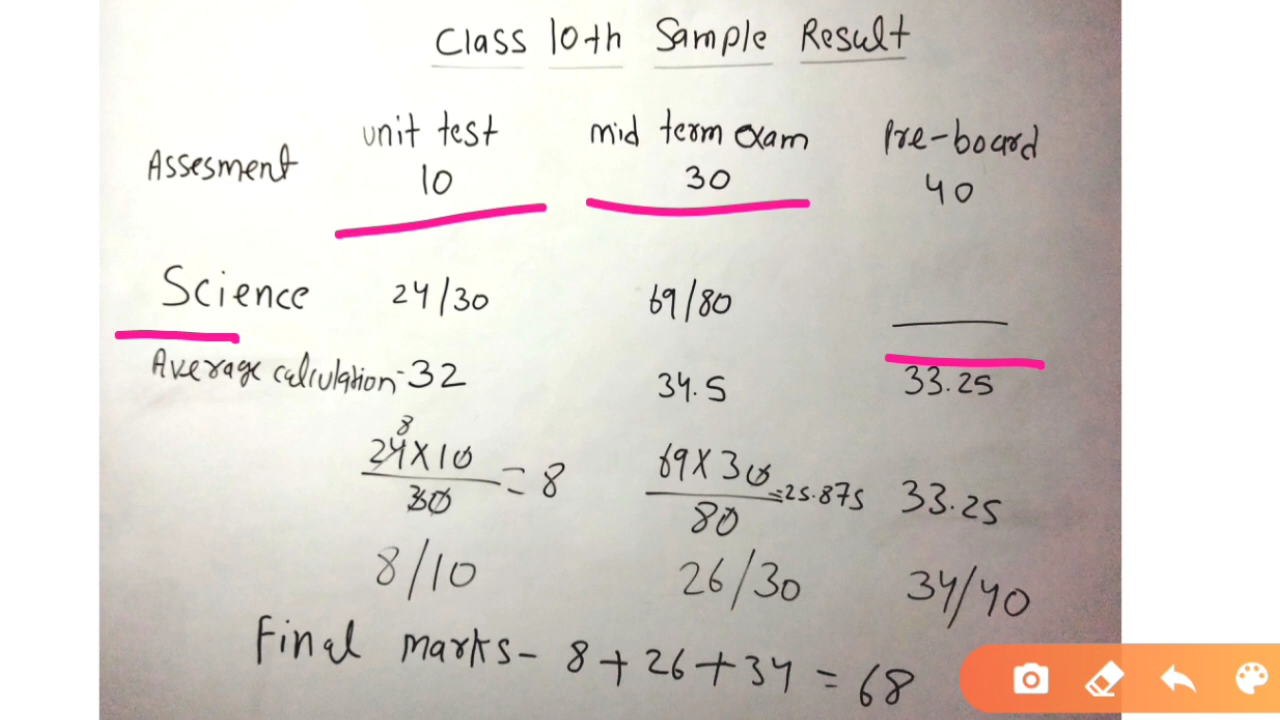 Class 10th Sample Result
Assesment unit test mid term exam Pre-board
10 30 40
Science 24/30 69/80 —
Average calculation - 32 34.5 33.25
8
24X10 = 8 69X30 =25.875 33.25
30 80
8/10 26/30 34/40
Final marks- 8+26+34 = 68